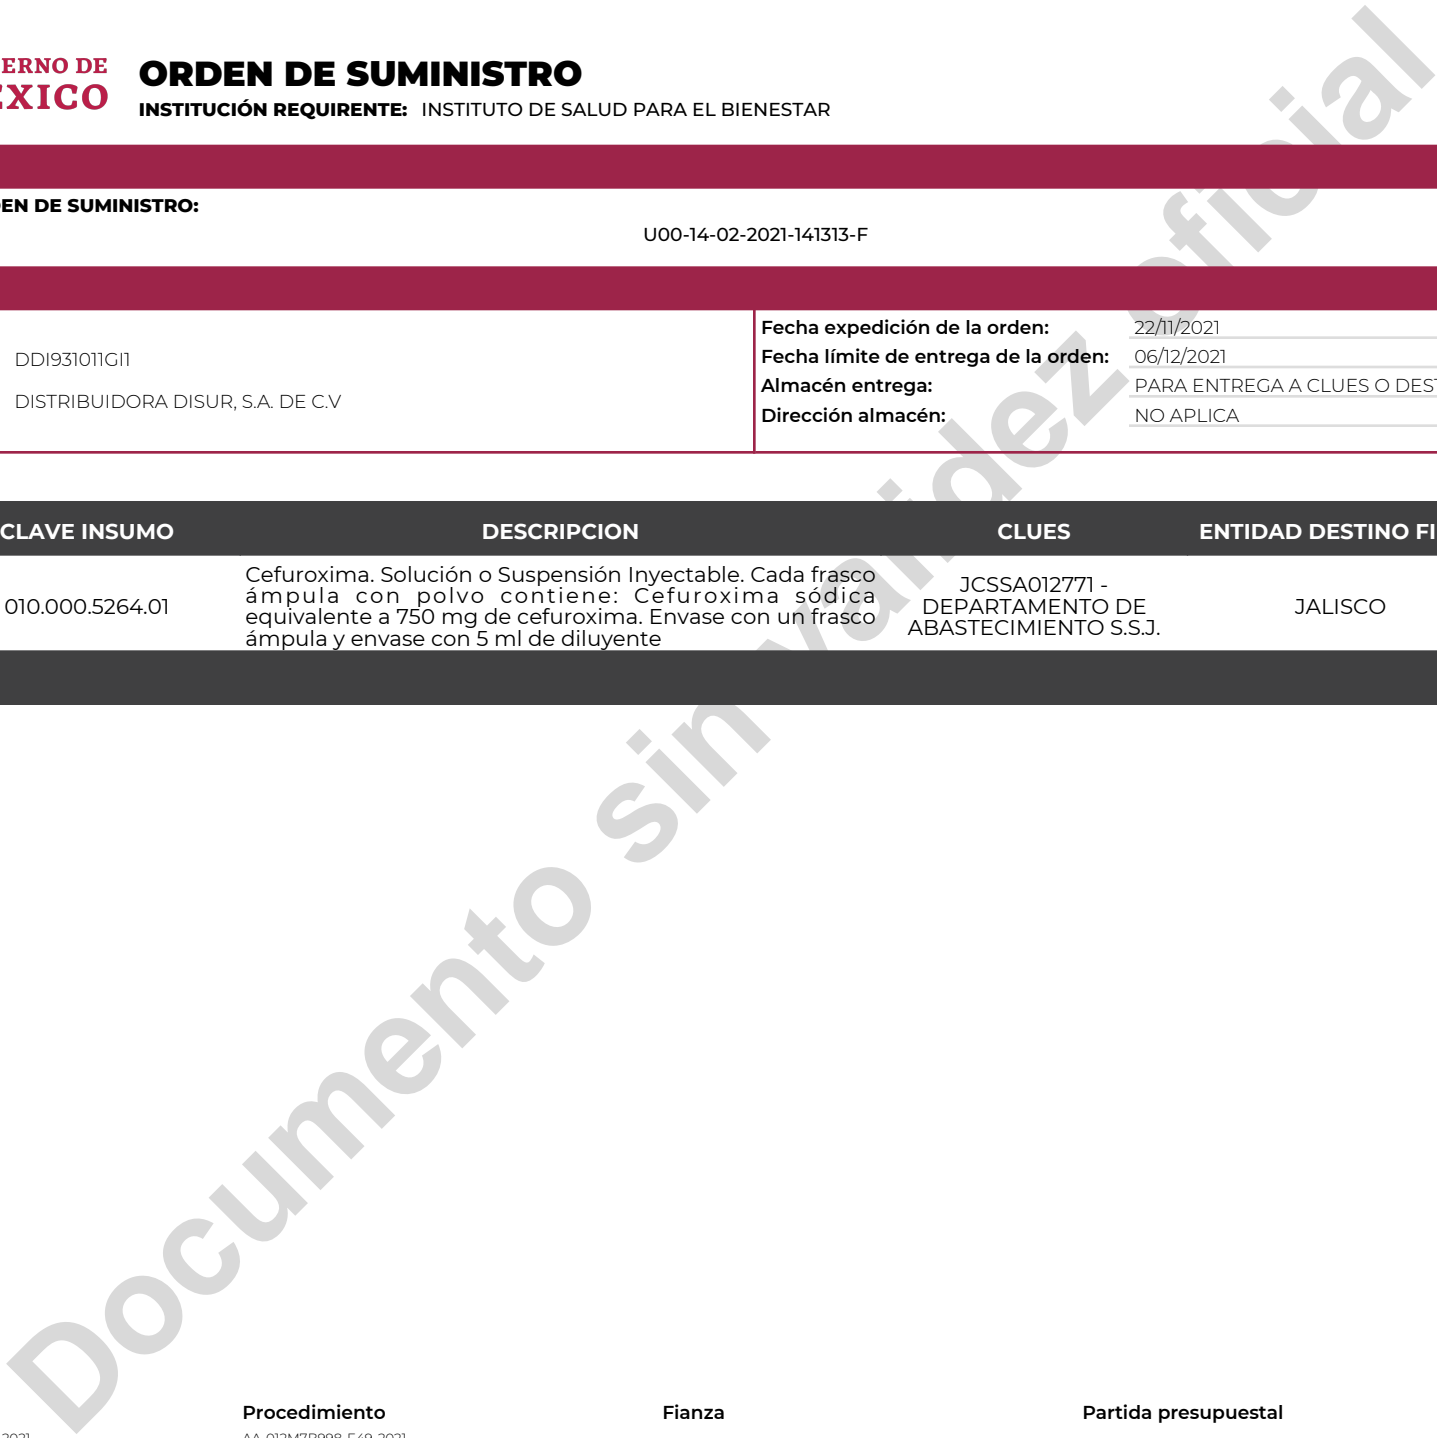 ERNO DE
ÉXICO
ORDEN DE SUMINISTRO
INSTITUCIÓN REQUIRENTE: INSTITUTO DE SALUD PARA EL BIENESTAR
EN DE SUMINISTRO:
U00-14-02-2021-141313-F
DDI931011GI1
DISTRIBUIDORA DISUR, S.A. DE C.V
Fecha expedición de la orden: 22/11/2021
Fecha límite de entrega de la orden: 06/12/2021
Almacén entrega: PARA ENTREGA A CLUES O DEST
Dirección almacén: NO APLICA
CLAVE INSUMO DESCRIPCION CLUES ENTIDAD DESTINO FI
010.000.5264.01
Cefuroxima. Solución o Suspensión Inyectable. Cada frasco
ámpula con polvo contiene: Cefuroxima sódica
equivalente a 750 mg de cefuroxima. Envase con un frasco
ámpula y envase con 5 ml de diluyente
JCSSA012771 -
DEPARTAMENTO DE
ABASTECIMIENTO S.S.J.
JALISCO
Documento sin validez oficial
Procedimiento Fianza Partida presupuestal